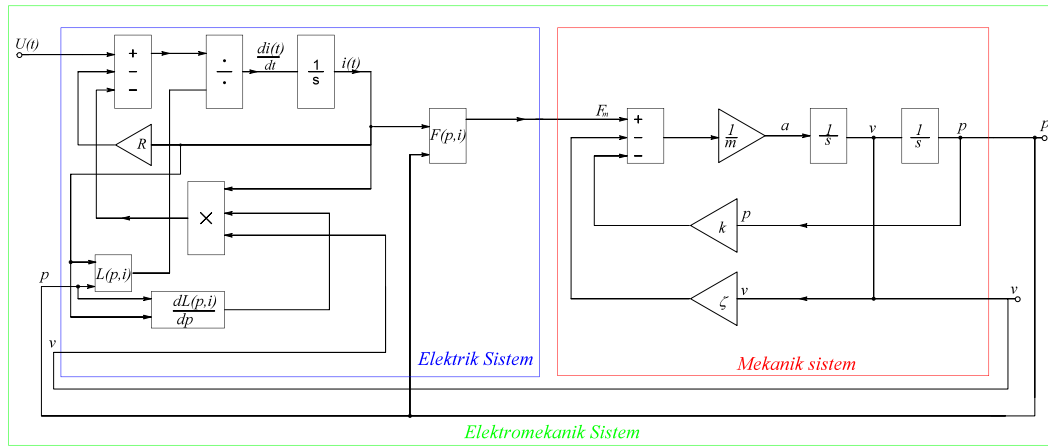 U(t)
+
−
−
÷
di(t)
dt
1
s
i(t)
R
F(p,i)
×
L(p,i)
p
dL(p,i)
dp
v
Elektrik Sistem
Fm
+
−
−
1
m
a
1
s
v
1
s
p
p
k
p
ζ
v
v
Mekanik sistem
Elektromekanik Sistem